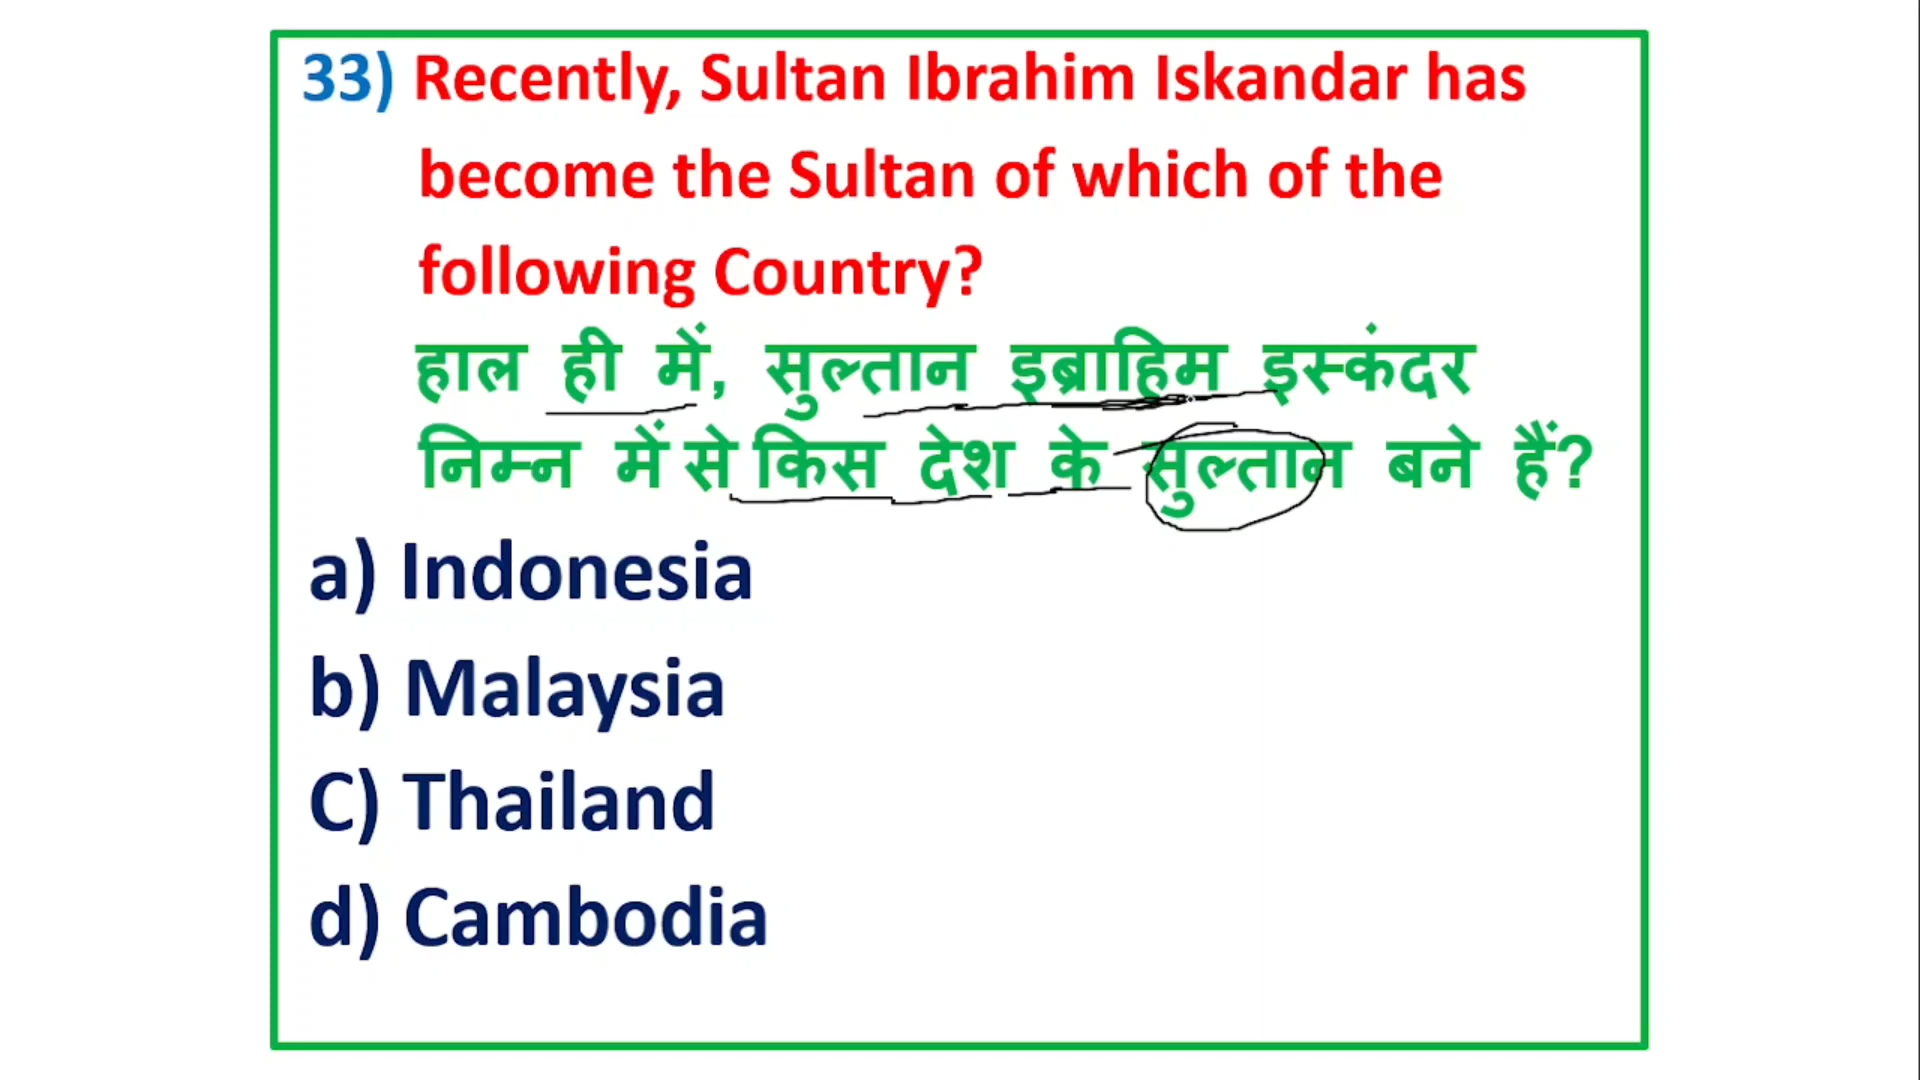 33) Recently, Sultan Ibrahim Iskandar has
become the Sultan of which of the
following Country?
हाल ही में, सुल्तान इब्राहिम इस्कंदर
निम्न में से किस देश के सुल्तान बने हैं?
a) Indonesia
b) Malaysia
C) Thailand
d) Cambodia